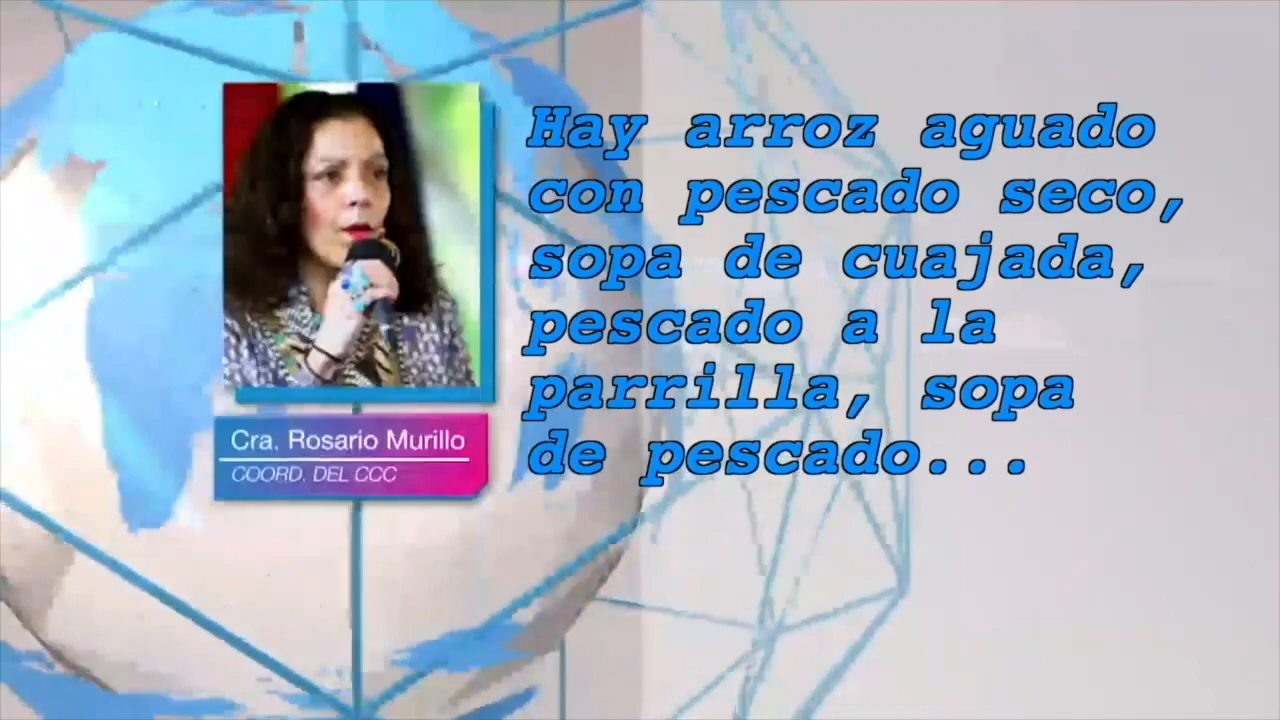 Hay arroz aguado
con pescado seco,
sopa de cuajada,
pescado a la
parrilla, sopa
de pescado...
Cra. Rosario Murillo
COORD. DEL CCC